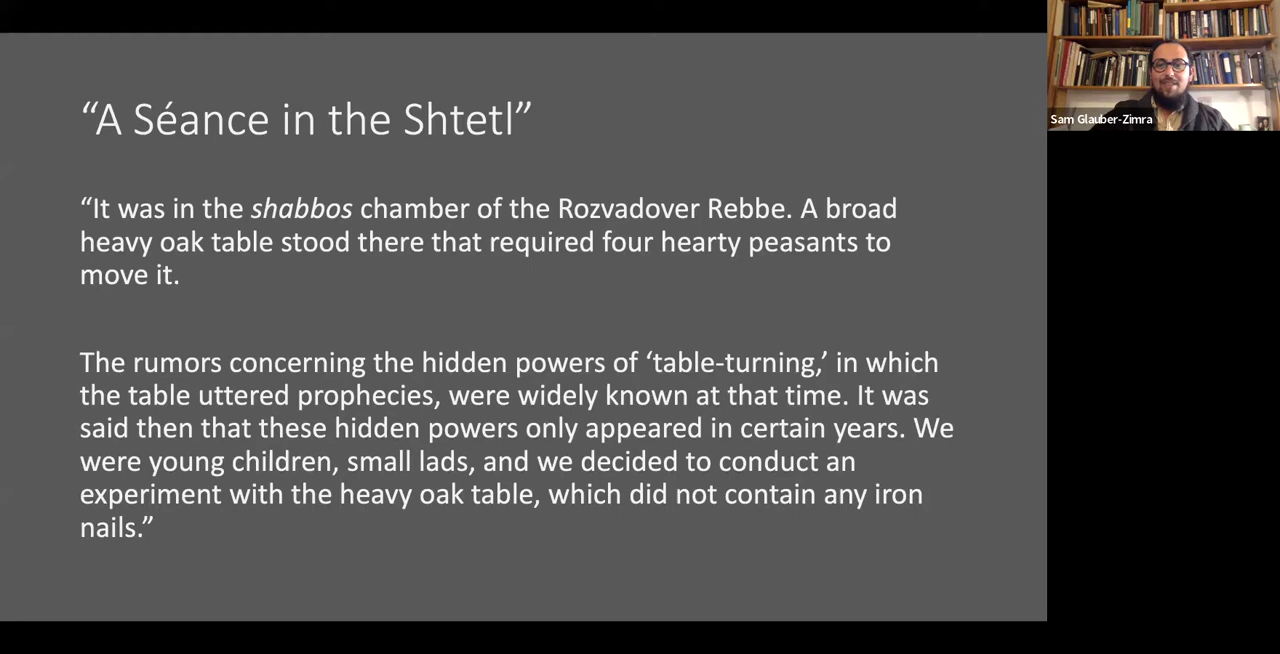 “A Séance in the Shtetl”
“It was in the shabbos chamber of the Rozvadover Rebbe. A broad
heavy oak table stood there that required four hearty peasants to
move it.
The rumors concerning the hidden powers of ‘table-turning,’ in which
the table uttered prophecies, were widely known at that time. It was
said then that these hidden powers only appeared in certain years. We
were young children, small lads, and we decided to conduct an
experiment with the heavy oak table, which did not contain any iron
nails.”
Sam Glauber-Zimra